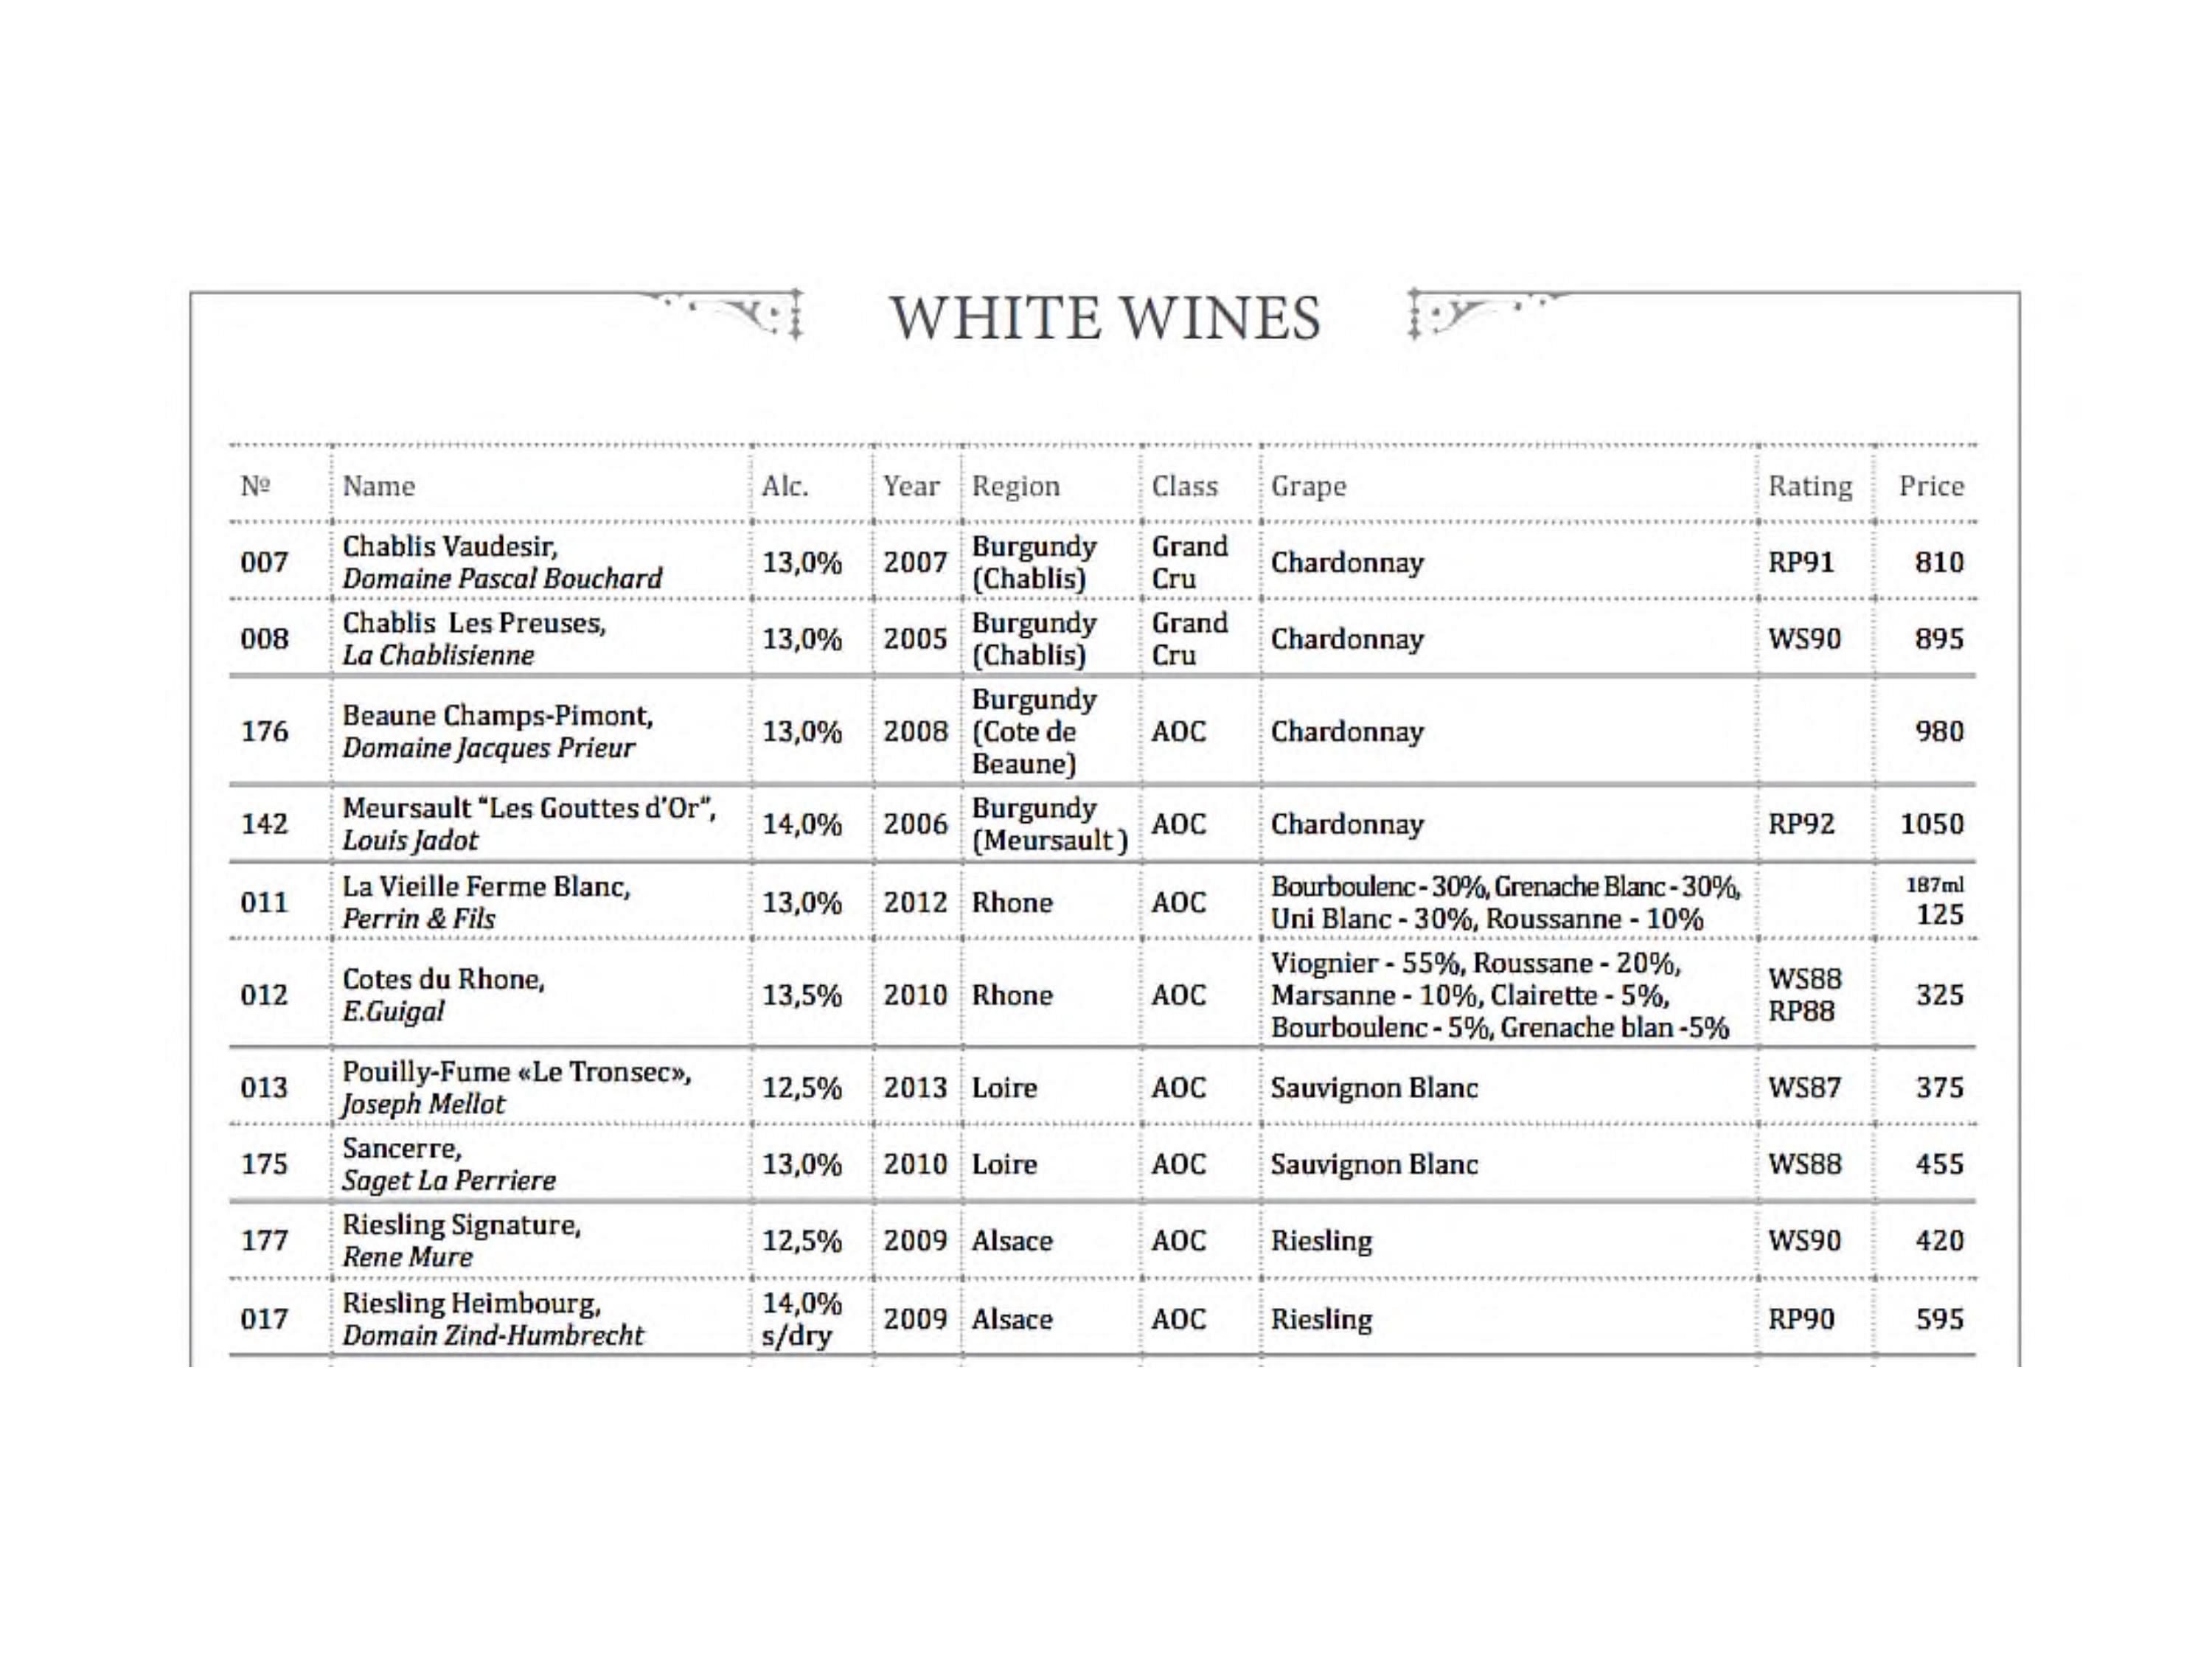 WHITE WINES
Nº Name Alc. Year Region Class Grape Rating Price
007 Chablis Vaudesir, Domaine Pascal Bouchard 13,0% 2007 Burgundy (Chablis) Grand Cru Chardonnay RP91 810
008 Chablis Les Preuses, La Chablisienne 13,0% 2005 Burgundy (Chablis) Grand Cru Chardonnay WS90 895
176 Beaune Champs-Pimont, Domaine Jacques Prieur 13,0% 2008 Burgundy (Cote de Beaune) AOC Chardonnay 980
142 Meursault "Les Gouttes d'Or", Louis Jadot 14,0% 2006 Burgundy (Meursault ) AOC Chardonnay RP92 1050
011 La Vieille Ferme Blanc, Perrin & Fils 13,0% 2012 Rhone AOC Bourboulenc - 30%, Grenache Blanc - 30%, Uni Blanc - 30%, Roussanne - 10% 187ml 125
012 Cotes du Rhone, E.Guigal 13,5% 2010 Rhone AOC Viognier - 55%, Roussane - 20%, Marsanne - 10%, Clairette - 5%, Bourboulenc - 5%, Grenache blan -5% WS88 RP88 325
013 Pouilly-Fume «Le Tronsec», Joseph Mellot 12,5% 2013 Loire AOC Sauvignon Blanc WS87 375
175 Sancerre, Saget La Perriere 13,0% 2010 Loire AOC Sauvignon Blanc WS88 455
177 Riesling Signature, Rene Mure 12,5% 2009 Alsace AOC Riesling WS90 420
017 Riesling Heimbourg, Domain Zind-Humbrecht 14,0% s/dry 2009 Alsace AOC Riesling RP90 595